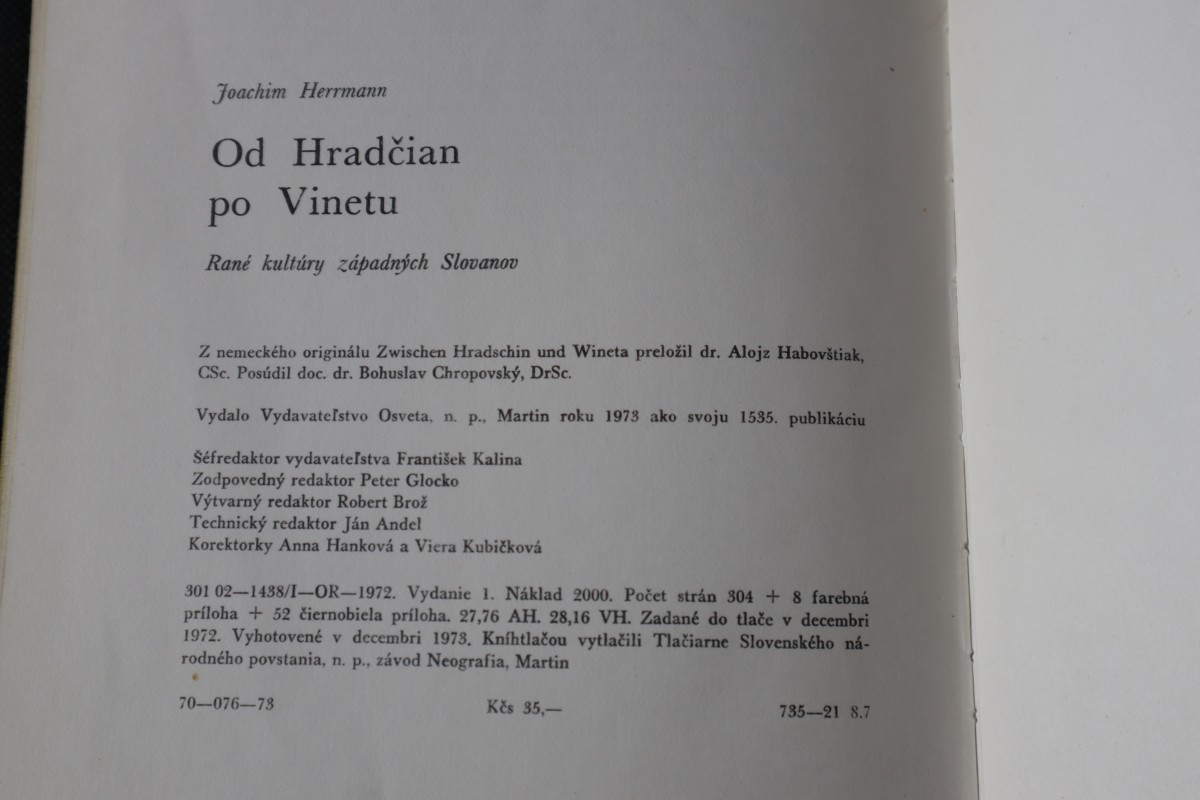 Joachim Herrmann
Od Hradčian
po Vinetu
Rané kultúry západných Slovanov
Z nemeckého originálu Zwischen Hradschin und Wineta preložil dr. Alojz Habovštiak,
CSc. Posúdil doc. dr. Bohuslav Chropovský, DrSc.
Vydalo Vydavateľstvo Osveta, n. p., Martin roku 1973 ako svoju 1535. publikáciu
Šéfredaktor vydavateľstva František Kalina
Zodpovedný redaktor Peter Glocko
Výtvarný redaktor Robert Brož
Technický redaktor Ján Andel
Korektorky Anna Hanková a Viera Kubičková
301 02—1438/I—OR—1972. Vydanie 1. Náklad 2000. Počet strán 304 + 8 farebná
príloha + 52 čiernobiela príloha. 27,76 AH. 28,16 VH. Zadané do tlače v decembri
1972. Vyhotovené v decembri 1973. Kníhtlačou vytlačili Tlačiarne Slovenského ná-
rodného povstania, n. p., závod Neografia, Martin
70—076—73 Kčs 35,— 735—21 8.7